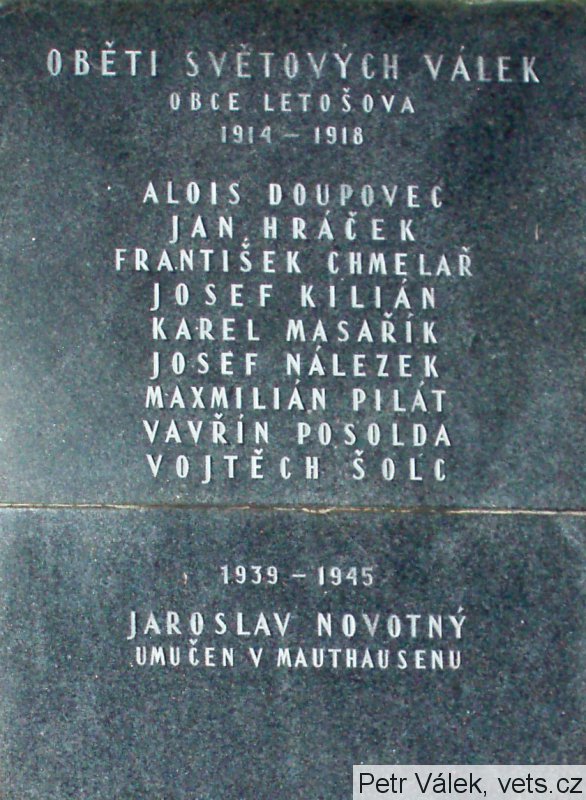 OBĚTI SVĚTOVÝCH VÁLEK
OBCE LETOŠOVA
1914 – 1918
ALOIS DOUPOVEC
JAN HRÁČEK
FRANTIŠEK CHMELAŘ
JOSEF KILIÁN
KAREL MASAŘÍK
JOSEF NÁLEZEK
MAXMILIÁN PILÁT
VAVŘÍN POSOLDA
VOJTĚCH ŠOLC
1939 – 1945
JAROSLAV NOVOTNÝ
UMUČEN V MAUTHAUSENU
Petr Válek, vets.cz